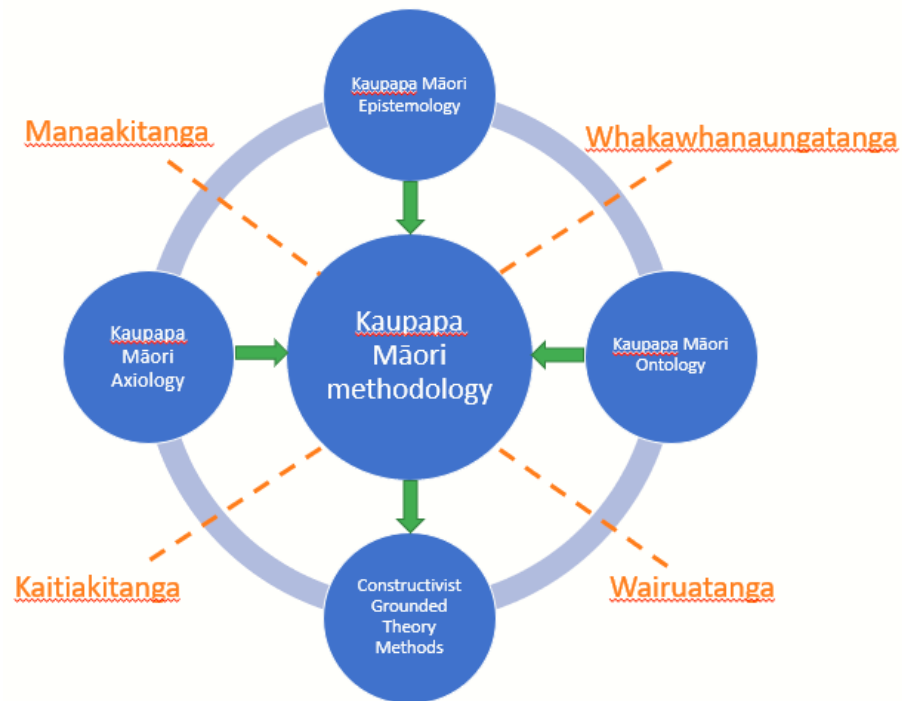 Kaupapa Māori
Epistemology
Manaakitanga
Whakawhanaungatanga
Kaupapa
Māori
Axiology
Kaupapa
Māori
methodology
Kaupapa Māori
Ontology
Kaitiakitanga
Wairuatanga
Constructivist
Grounded
Theory
Methods